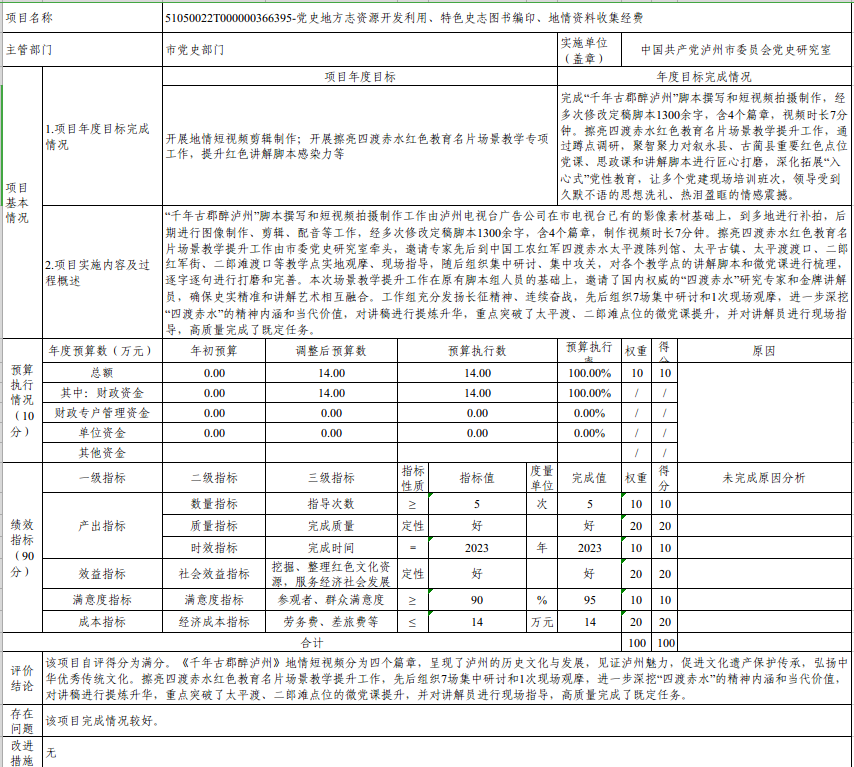 项目名称 51050022T000000366395-党史地方志资源开发利用、特色史志图书编印、地情资料收集经费
主管部门 市党史部门 实施单位（盖章） 中国共产党泸州市委员会党史研究室
项目基本情况
项目年度目标 年度目标完成情况
1.项目年度目标完成情况
开展地情短视频剪辑制作；开展擦亮四渡赤水红色教育名片场景教学专项
工作，提升红色讲解脚本感染力等
完成“千年古郡醉泸州”脚本撰写和短视频拍摄制作，经
多次修改定稿脚本1300余字，含4个篇章，视频时长7分
钟。擦亮四渡赤水红色教育名片场景教学提升工作，通
过蹲点调研，聚智聚力对叙永县、古蔺县重要红色点位
党课、思政课和讲解脚本进行匠心打磨，深化拓展“入
心式”党性教育，让多个党建现场培训班次，领导受到
久默不语的思想洗礼、热泪盈眶的情感震撼。
2.项目实施内容及过程概述
“千年古郡醉泸州”脚本撰写和短视频拍摄制作工作由泸州电视台广告公司在市电视台已有的影像素材基础上，到多地进行补拍，后
期进行图像制作、剪辑、配音等工作，经多次修改定稿脚本1300余字，含4个篇章，制作视频时长7分钟。擦亮四渡赤水红色教育名
片场景教学提升工作由市委党史研究室牵头，邀请专家先后到中国工农红军四渡赤水太平渡陈列馆、太平古镇、太平渡渡口、二郎
红军街、二郎滩渡口等教学点实地观摩、现场指导，随后组织集中研讨、集中攻关，对各个教学点的讲解脚本和微党课进行梳理，
逐字逐句进行打磨和完善。本次场景教学提升工作在原有脚本组人员的基础上，邀请了国内权威的“四渡赤水”研究专家和金牌讲解
员，确保史实精准和讲解艺术相互融合。工作组充分发扬长征精神、连续奋战，先后组织7场集中研讨和1次现场观摩，进一步深挖
“四渡赤水”的精神内涵和当代价值，对讲稿进行提炼升华，重点突破了太平渡、二郎滩点位的微党课提升，并对讲解员进行现场指
导，高质量完成了既定任务。
预算执行情况（10分）
年度预算数（万元） 年初预算 调整后预算数 预算执行数 预算执行率 权重 得分 原因
总额 0.00 14.00 14.00 100.00% 10 10
其中：财政资金 0.00 14.00 14.00 100.00% / /
财政专户管理资金 0.00 0.00 0.00 0.00% / /
单位资金 0.00 0.00 0.00 0.00% / /
其他资金 / /
绩效指标（90分）
一级指标 二级指标 三级指标 指标性质 指标值 度量单位 完成值 权重 得分 未完成原因分析
产出指标 数量指标 指导次数 ≥ 5 次 5 10 10
质量指标 完成质量 定性 好 好 20 20
时效指标 完成时间 = 2023 年 2023 10 10
效益指标 社会效益指标 挖掘、整理红色文化资源，服务经济社会发展 定性 好 好 20 20
满意度指标 满意度指标 参观者、群众满意度 ≥ 90 % 95 10 10
成本指标 经济成本指标 劳务费、差旅费等 ≤ 14 万元 14 20 20
合计 100 100
评价结论
该项目自评得分为满分。《千年古郡醉泸州》地情短视频分为四个篇章，呈现了泸州的历史文化与发展，见证泸州魅力，促进文化遗产保护传承，弘扬中
华优秀传统文化。擦亮四渡赤水红色教育名片场景教学提升工作，先后组织7场集中研讨和1次现场观摩，进一步深挖“四渡赤水”的精神内涵和当代价值，
对讲稿进行提炼升华，重点突破了太平渡、二郎滩点位的微党课提升，并对讲解员进行现场指导，高质量完成了既定任务。
存在问题 该项目完成情况较好。
改进措施 无